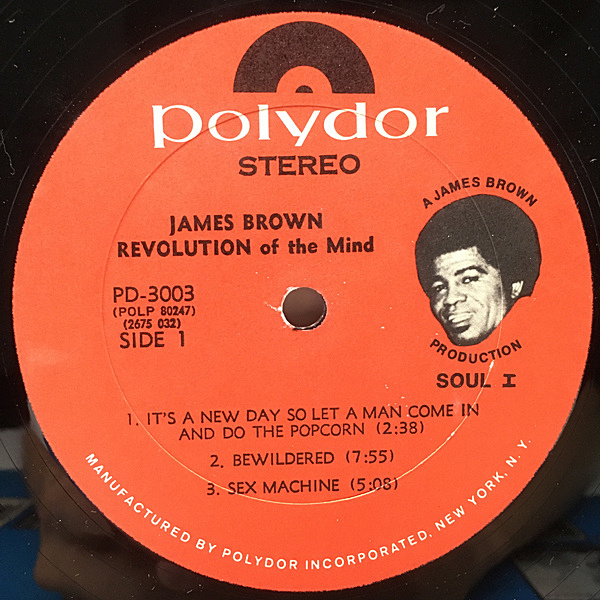 polydor
STEREO
JAMES BROWN
REVOLUTION of the Mind
PD-3003
(POLP 80247)
(2675 032)
SIDE 1
A JAMES BROWN
PRODUCTION
SOUL I
1. IT'S A NEW DAY SO LET A MAN COME IN
AND DO THE POPCORN (2:38)
2. BEWILDERED (7:55)
3. SEX MACHINE (5:08)
MANUFACTURED BY POLYDOR INCORPORATED, NEW YORK, N. Y.